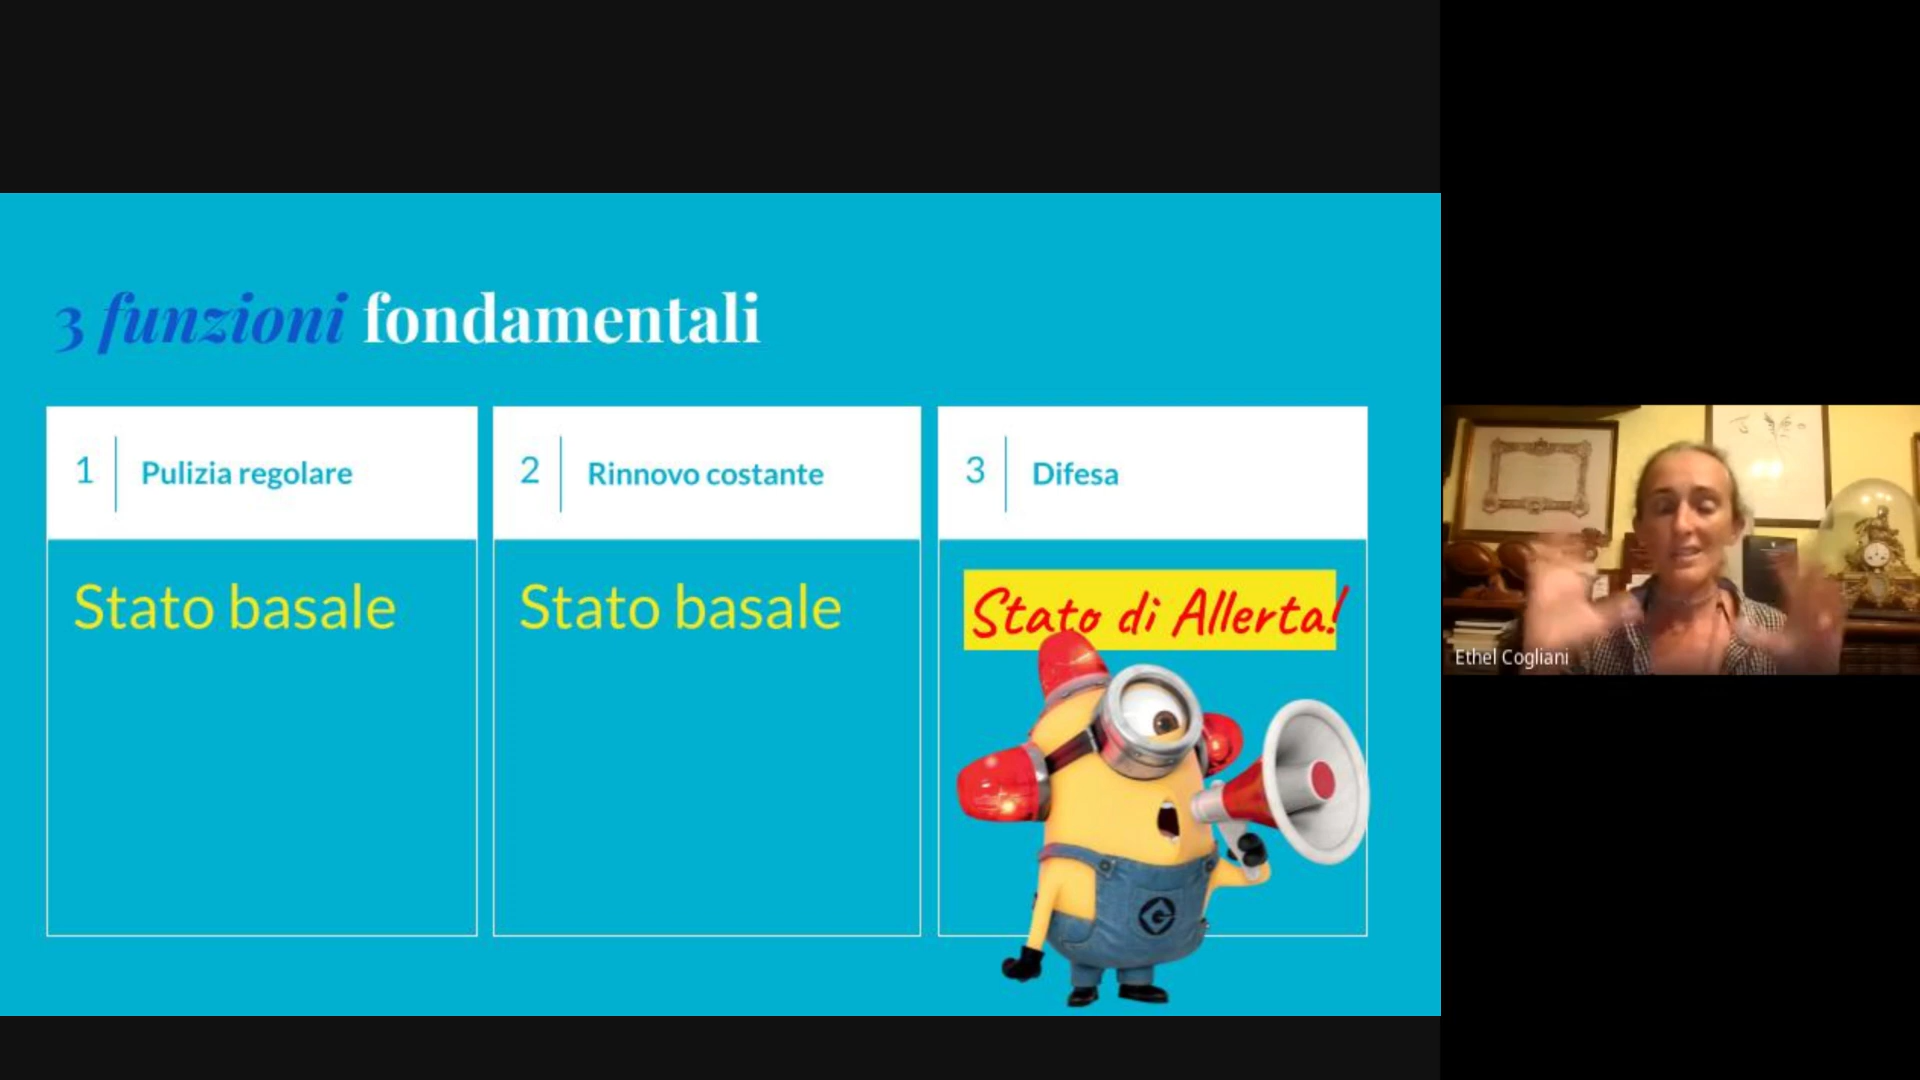 3 funzioni fondamentali
1 Pulizia regolare
Stato basale
2 Rinnovo costante
Stato basale
3 Difesa
Stato di Allerta!
Ethel Cogliani